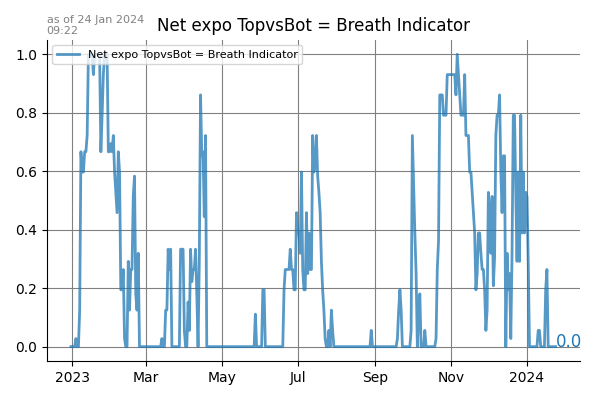 as of 24 Jan 2024
09:22
Net expo TopvsBot = Breath Indicator
Net expo TopvsBot = Breath Indicator
1.0
0.8
0.6
0.4
0.2
0.0
0.0
2023 Mar May Jul Sep Nov 2024